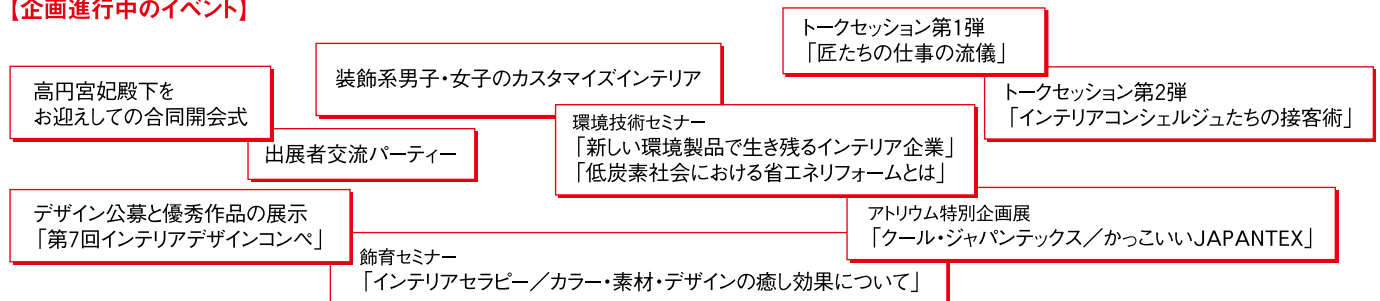 【企画進行中のイベント】
高円宮妃殿下を
お迎えしての合同開会式
装飾系男子・女子のカスタマイズインテリア
トークセッション第1弾
「匠たちの仕事の流儀」
トークセッション第2弾
「インテリアコンシェルジュたちの接客術」
出展者交流パーティー
環境技術セミナー
「新しい環境製品で生き残るインテリア企業」
「低炭素社会における省エネリフォームとは」
デザイン公募と優秀作品の展示
「第7回インテリアデザインコンペ」
アトリウム特別企画展
「クール・ジャパンテックス／かっこいいJAPANTEX」
飾育セミナー
「インテリアセラピー／カラー・素材・デザインの癒し効果について」